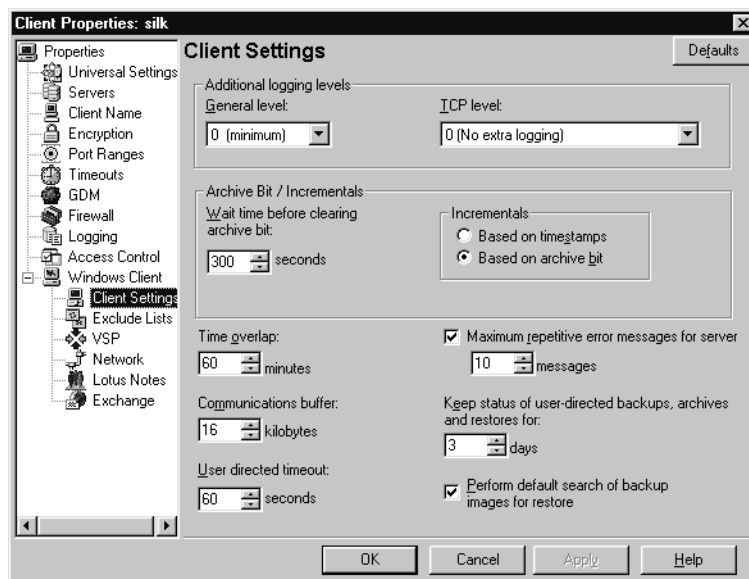 Client Properties: silk
Properties
Universal Settings
Servers
Client Name
Encryption
Port Ranges
Timeouts
GDM
Firewall
Logging
Access Control
Windows Client
Client Settings
Exclude Lists
VSP
Network
Lotus Notes
Exchange
Client Settings
Defaults
Additional logging levels
General level:
TCP level:
0 (minimum)
0 (No extra logging)
Archive Bit / Incrementals
Wait time before clearing
archive bit:
300 seconds
Incrementals
Based on timestamps
Based on archive bit
Time overlap:
60 minutes
Maximum repetitive error messages for server
10 messages
Communications buffer:
16 kilobytes
Keep status of user-directed backups, archives
and restores for:
3 days
User directed timeout:
60 seconds
Perform default search of backup
images for restore
OK
Cancel
Apply
Help